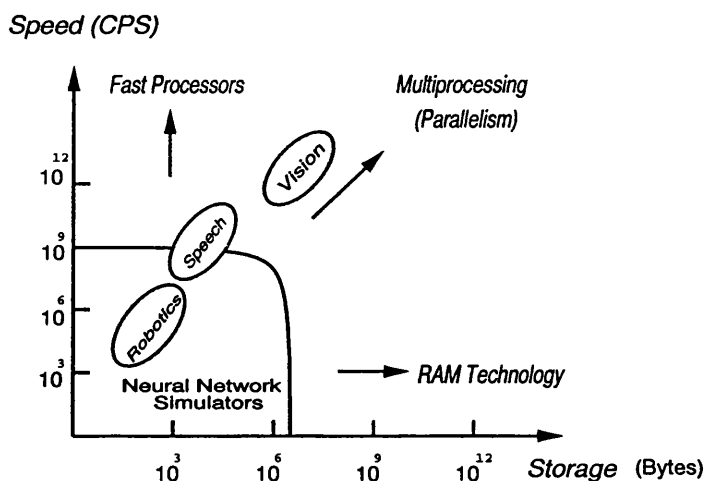 Speed (CPS)
Fast Processors
Multiprocessing
(Parallelism)
10^12
Vision
10^9
Speech
10^6
Robotics
10^3
RAM Technology
Neural Network
Simulators
10^3
10^6
10^9
10^12
Storage (Bytes)